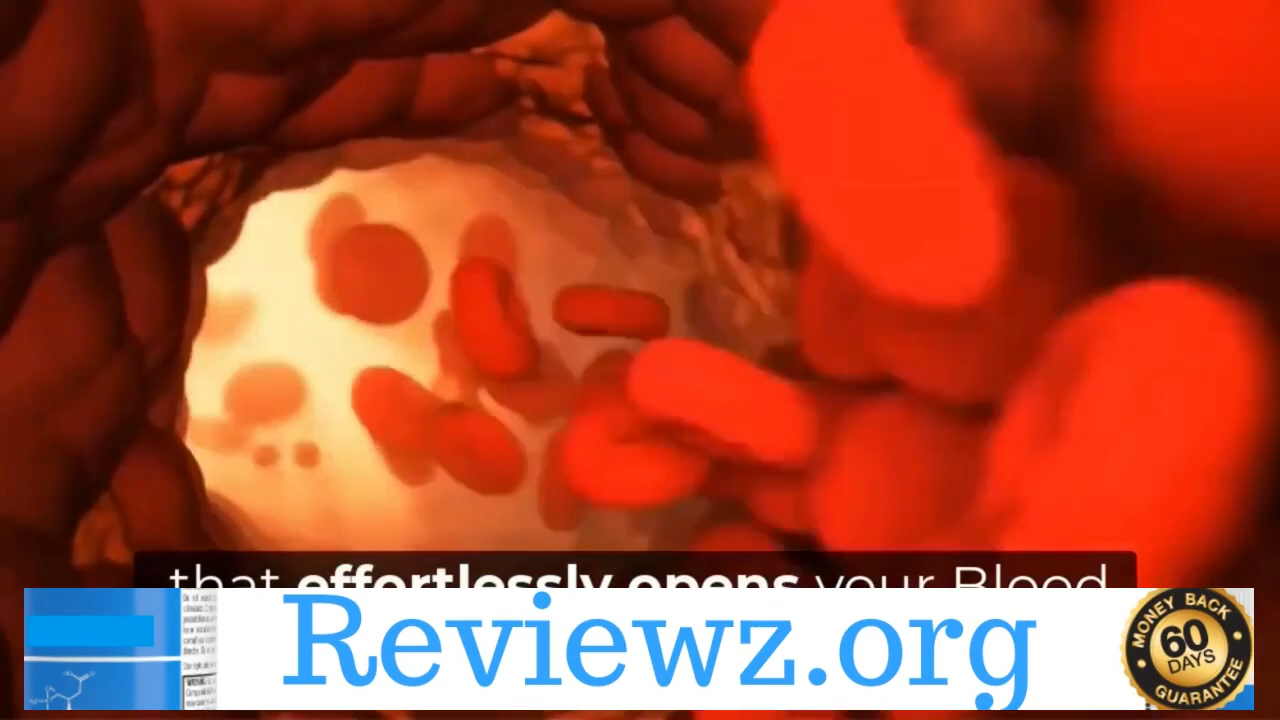 that effortlessly opens your Blood
Reviewz.org
MONEY BACK
60
DAYS
GUARANTEE